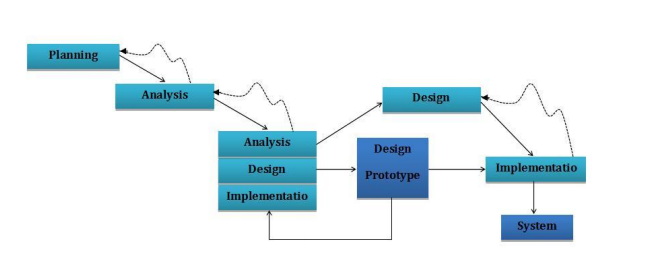 Planning
Analysis
Analysis
Design
Implementatio
Design
Prototype
Design
Implementatio
System